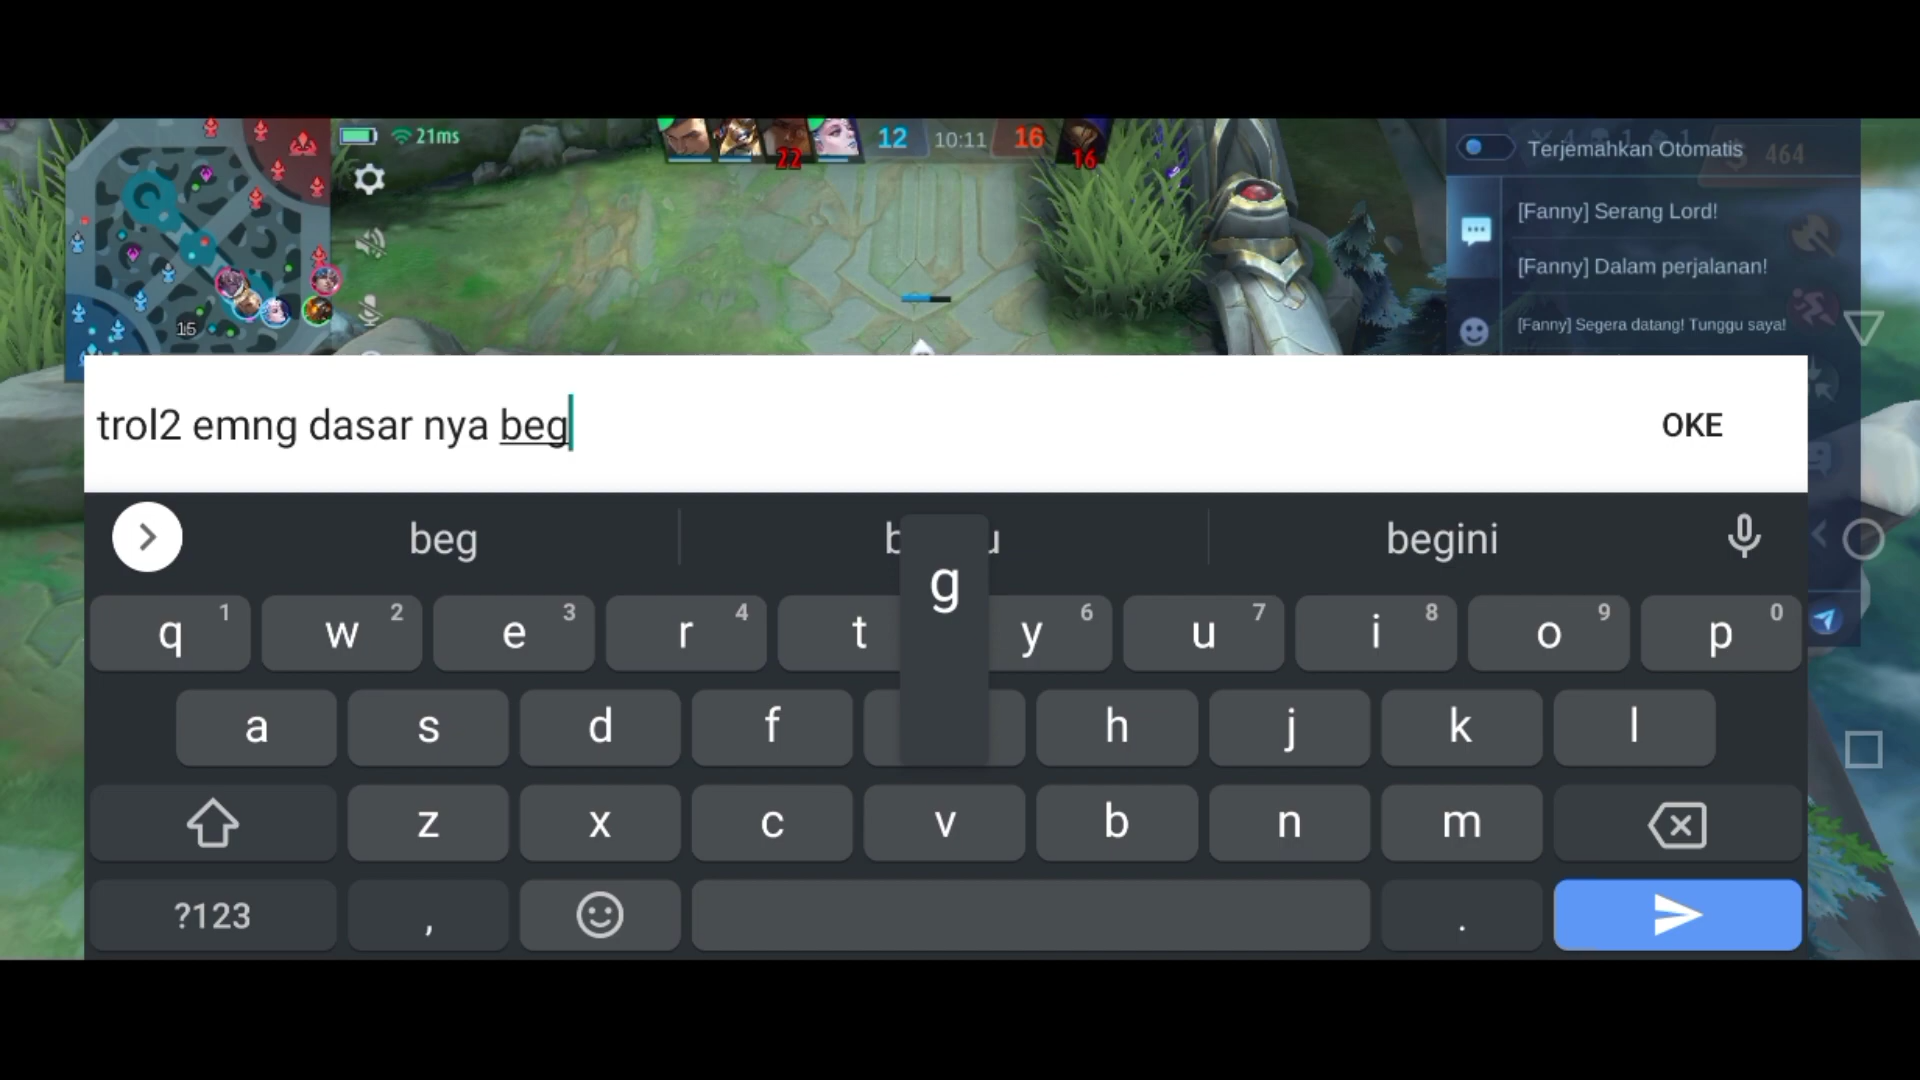 21ms
22
12
10:11
16
16
Terjemahkan Otomatis
464
[Fanny] Serang Lord!
[Fanny] Dalam perjalanan!
[Fanny] Segera datang! Tunggu saya!
15
trol2 emng dasar nya beg
OKE
beg
begini
g
q 1 w 2 e 3 r 4 t y 6 u 7 i 8 o 9 p 0
a s d f h j k l
z x c v b n m
?123 , .